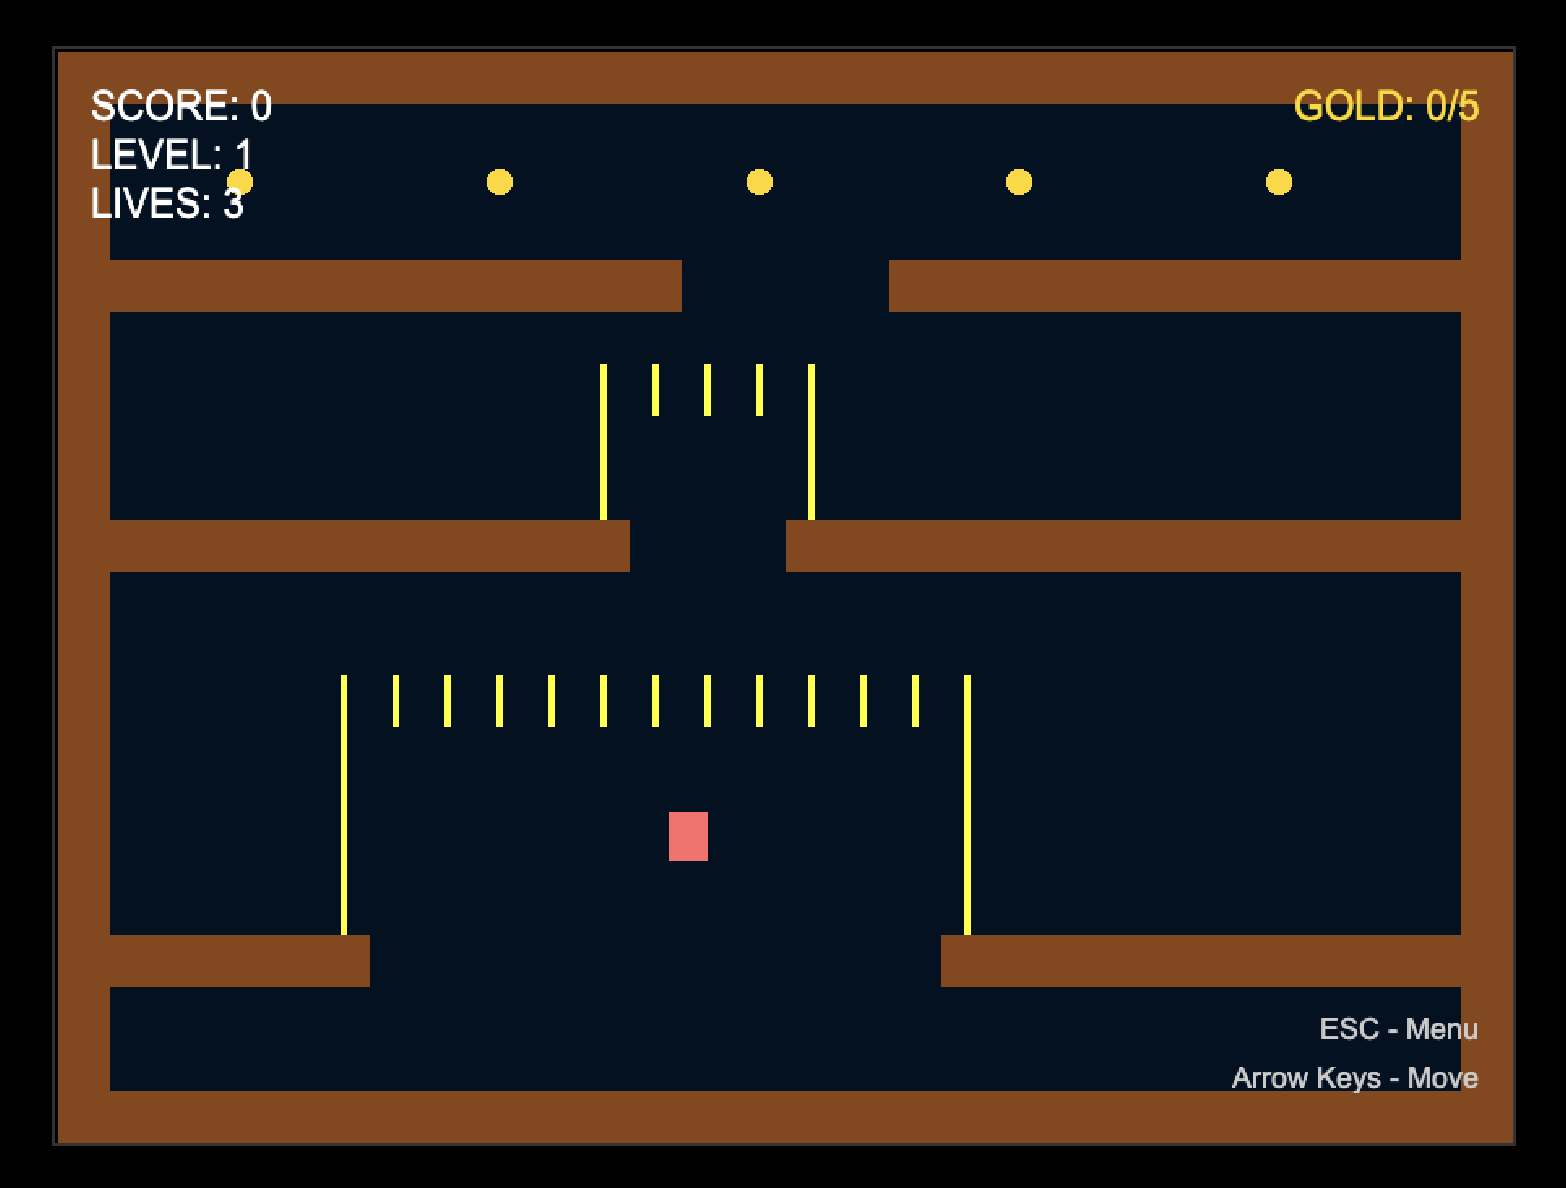 SCORE: 0
GOLD: 0/5
LEVEL: 1
LIVES: 3
ESC - Menu
Arrow Keys - Move